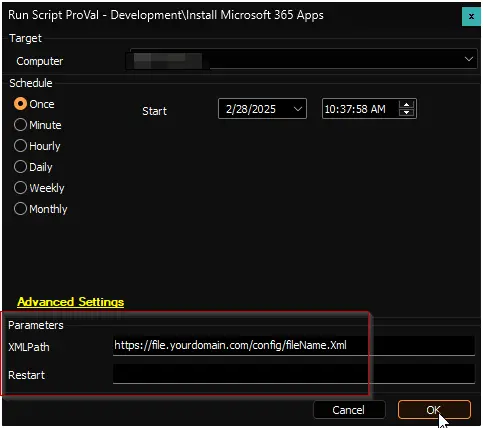 Run Script ProVal - Development\Install Microsoft 365 Apps x
Target
Computer
Schedule
Once
Start 2/28/2025 10:37:58 AM
Minute
Hourly
Daily
Weekly
Monthly
Advanced Settings
Parameters
XMLPath https://file.yourdomain.com/config/fileName.Xml
Restart
Cancel OK